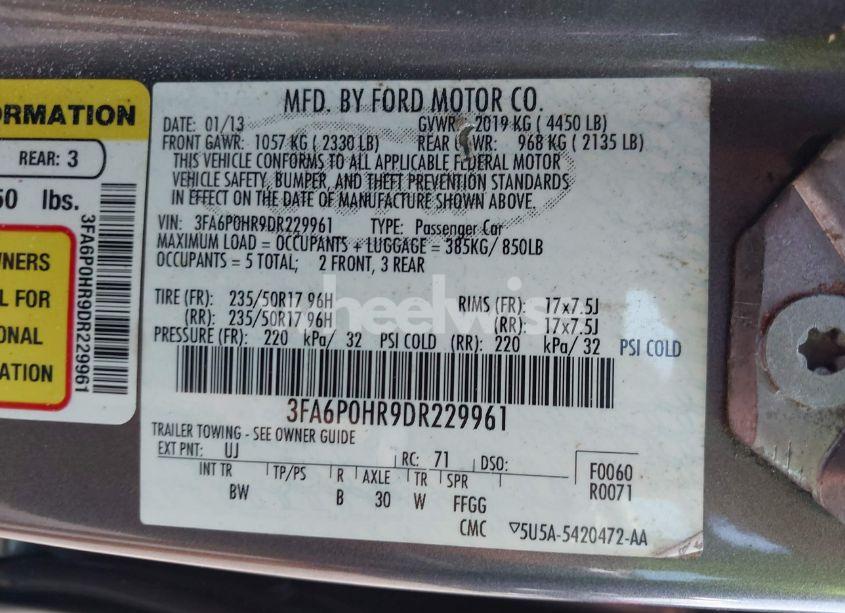 ORMATION
REAR: 3
50 lbs.
3FA6P0HR9DR229961
WNERS
L FOR
ONAL
ATION
MFD. BY FORD MOTOR CO.
DATE: 01/13 GVWR: 2019 KG ( 4450 LB)
FRONT GAWR: 1057 KG ( 2330 LB) REAR GAWR: 968 KG ( 2135 LB)
THIS VEHICLE CONFORMS TO ALL APPLICABLE FEDERAL MOTOR
VEHICLE SAFETY, BUMPER, AND THEFT PREVENTION STANDARDS
IN EFFECT ON THE DATE OF MANUFACTURE SHOWN ABOVE.
VIN: 3FA6P0HR9DR229961 TYPE: Passenger Car
MAXIMUM LOAD = OCCUPANTS + LUGGAGE = 385KG/ 850LB
OCCUPANTS = 5 TOTAL; 2 FRONT, 3 REAR
TIRE (FR): 235/50R17 96H RIMS (FR): 17x7.5J
(RR): 235/50R17 96H (RR): 17x7.5J
PRESSURE (FR): 220 kPa/ 32 PSI COLD (RR): 220 kPa/ 32 PSI COLD
3FA6P0HR9DR229961
TRAILER TOWING - SEE OWNER GUIDE
EXT PNT: UJ RC: 71 DSO: F0060
INT TR TP/PS R AXLE TR SPR R0071
BW B 30 W FFGG
CMC ▽5U5A-5420472-AA